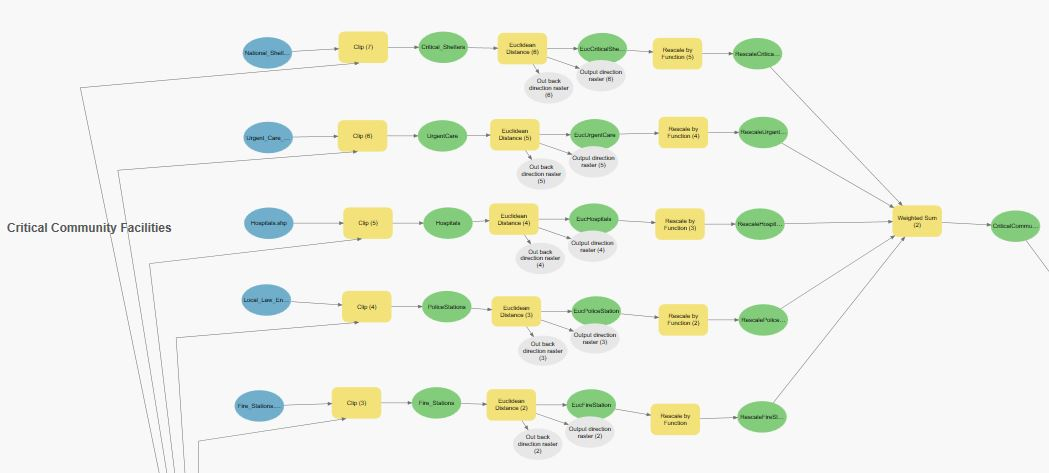 National_Shelt...
Clip (7)
Critical_Shelters
Euclidean
Distance (6)
EucCriticalShe...
Rescale by
Function (5)
RescaleCritica...
Out back
direction raster
(6)
Output direction
raster (6)
Urgent_Care_...
Clip (6)
UrgentCare
Euclidean
Distance (5)
EucUrgentCare
Rescale by
Function (4)
RescaleUrgent...
Out back
direction raster
(5)
Output direction
raster (5)
Critical Community Facilities
Hospitals.shp
Clip (5)
Hospitals
Euclidean
Distance (4)
EucHospitals
Rescale by
Function (3)
RescaleHospit...
Out back
direction raster
(4)
Output direction
raster (4)
Weighted Sum
(2)
CriticalCommu...
Local_Law_En...
Clip (4)
PoliceStations
Euclidean
Distance (3)
EucPoliceStation
Rescale by
Function (2)
RescalePolice...
Out back
direction raster
(3)
Output direction
raster (3)
Fire_Stations....
Clip (3)
Fire_Stations
Euclidean
Distance (2)
EucFireStation
Rescale by
Function
RescaleFireSt...
Out back
direction raster
(2)
Output direction
raster (2)